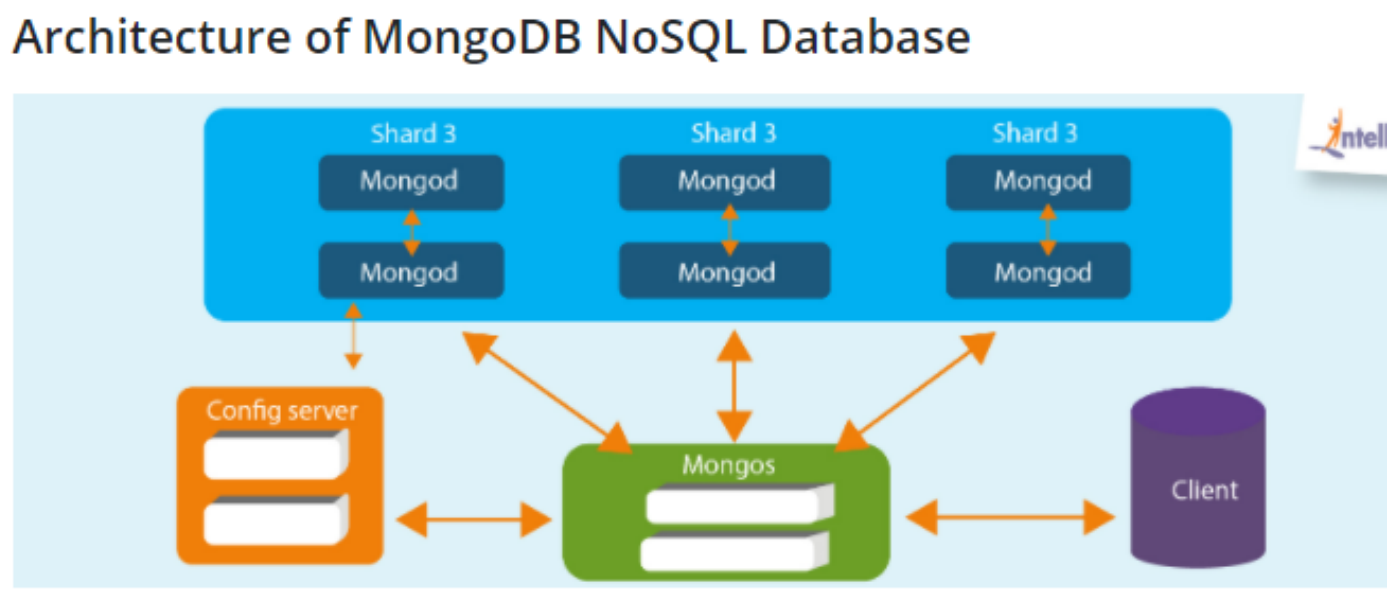 Architecture of MongoDB NoSQL Database
Shard 3 Shard 3 Shard 3
Mongod Mongod Mongod
Mongod Mongod Mongod
Config server
Mongos
Client
ntell